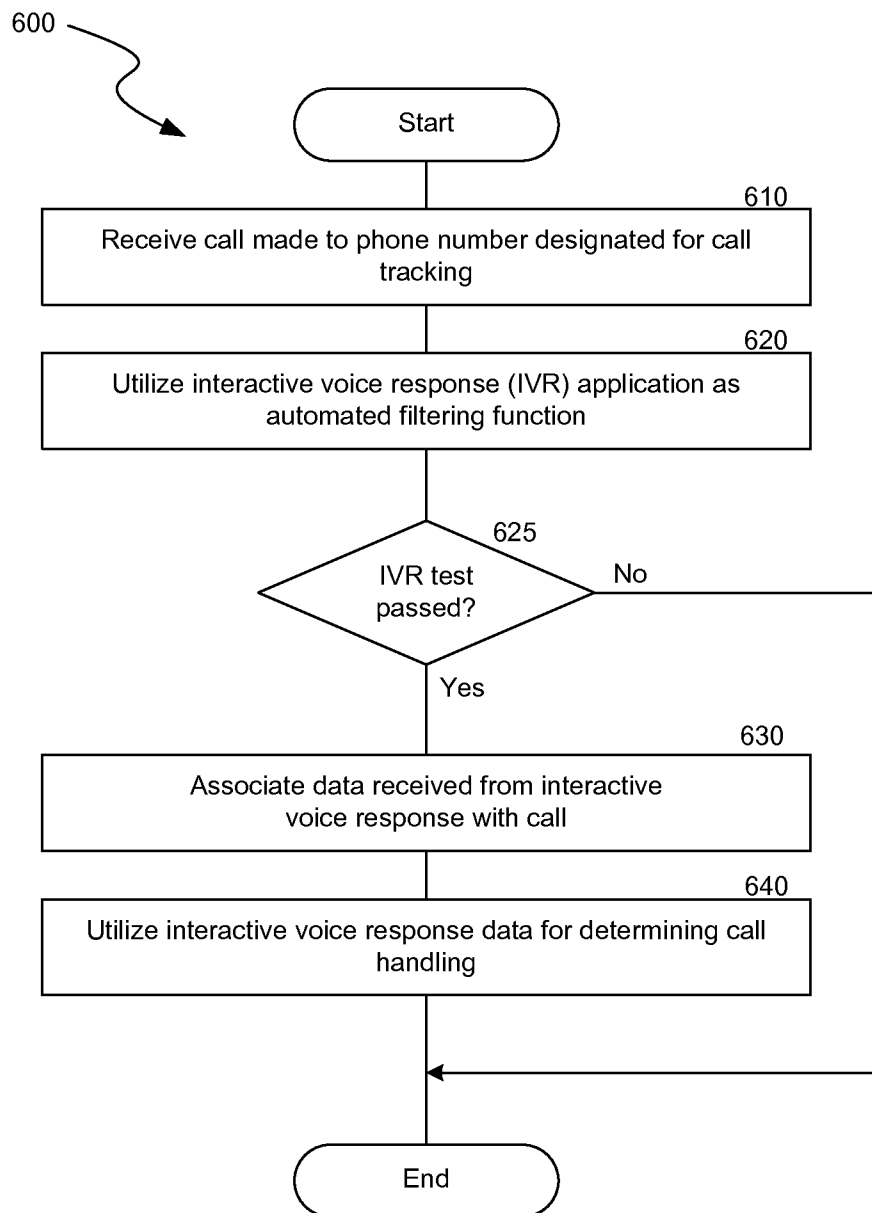 600
Start
610
Receive call made to phone number designated for call
tracking
620
Utilize interactive voice response (IVR) application as
automated filtering function
625
IVR test
passed?
No
Yes
630
Associate data received from interactive
voice response with call
640
Utilize interactive voice response data for determining call
handling
End